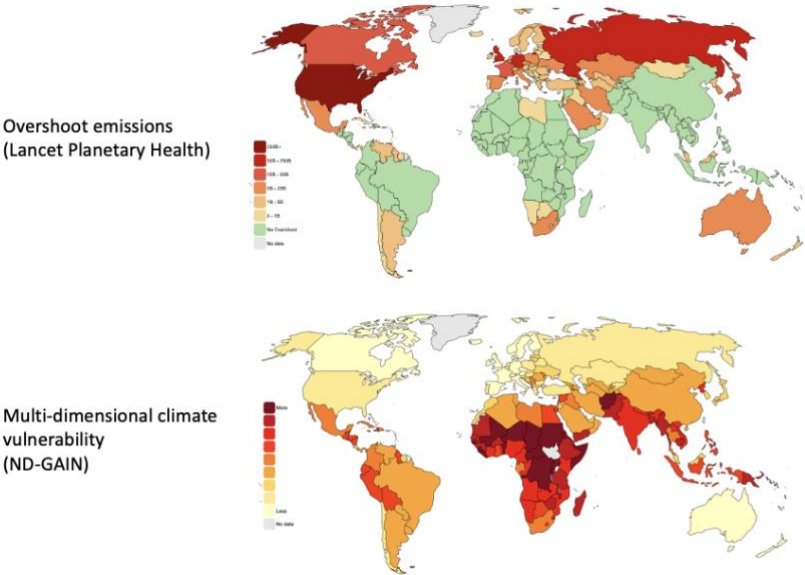 Overshoot emissions
(Lancet Planetary Health)
No Overshoot
No data
Multi-dimensional climate
vulnerability
(ND-GAIN)
More
Less
No data